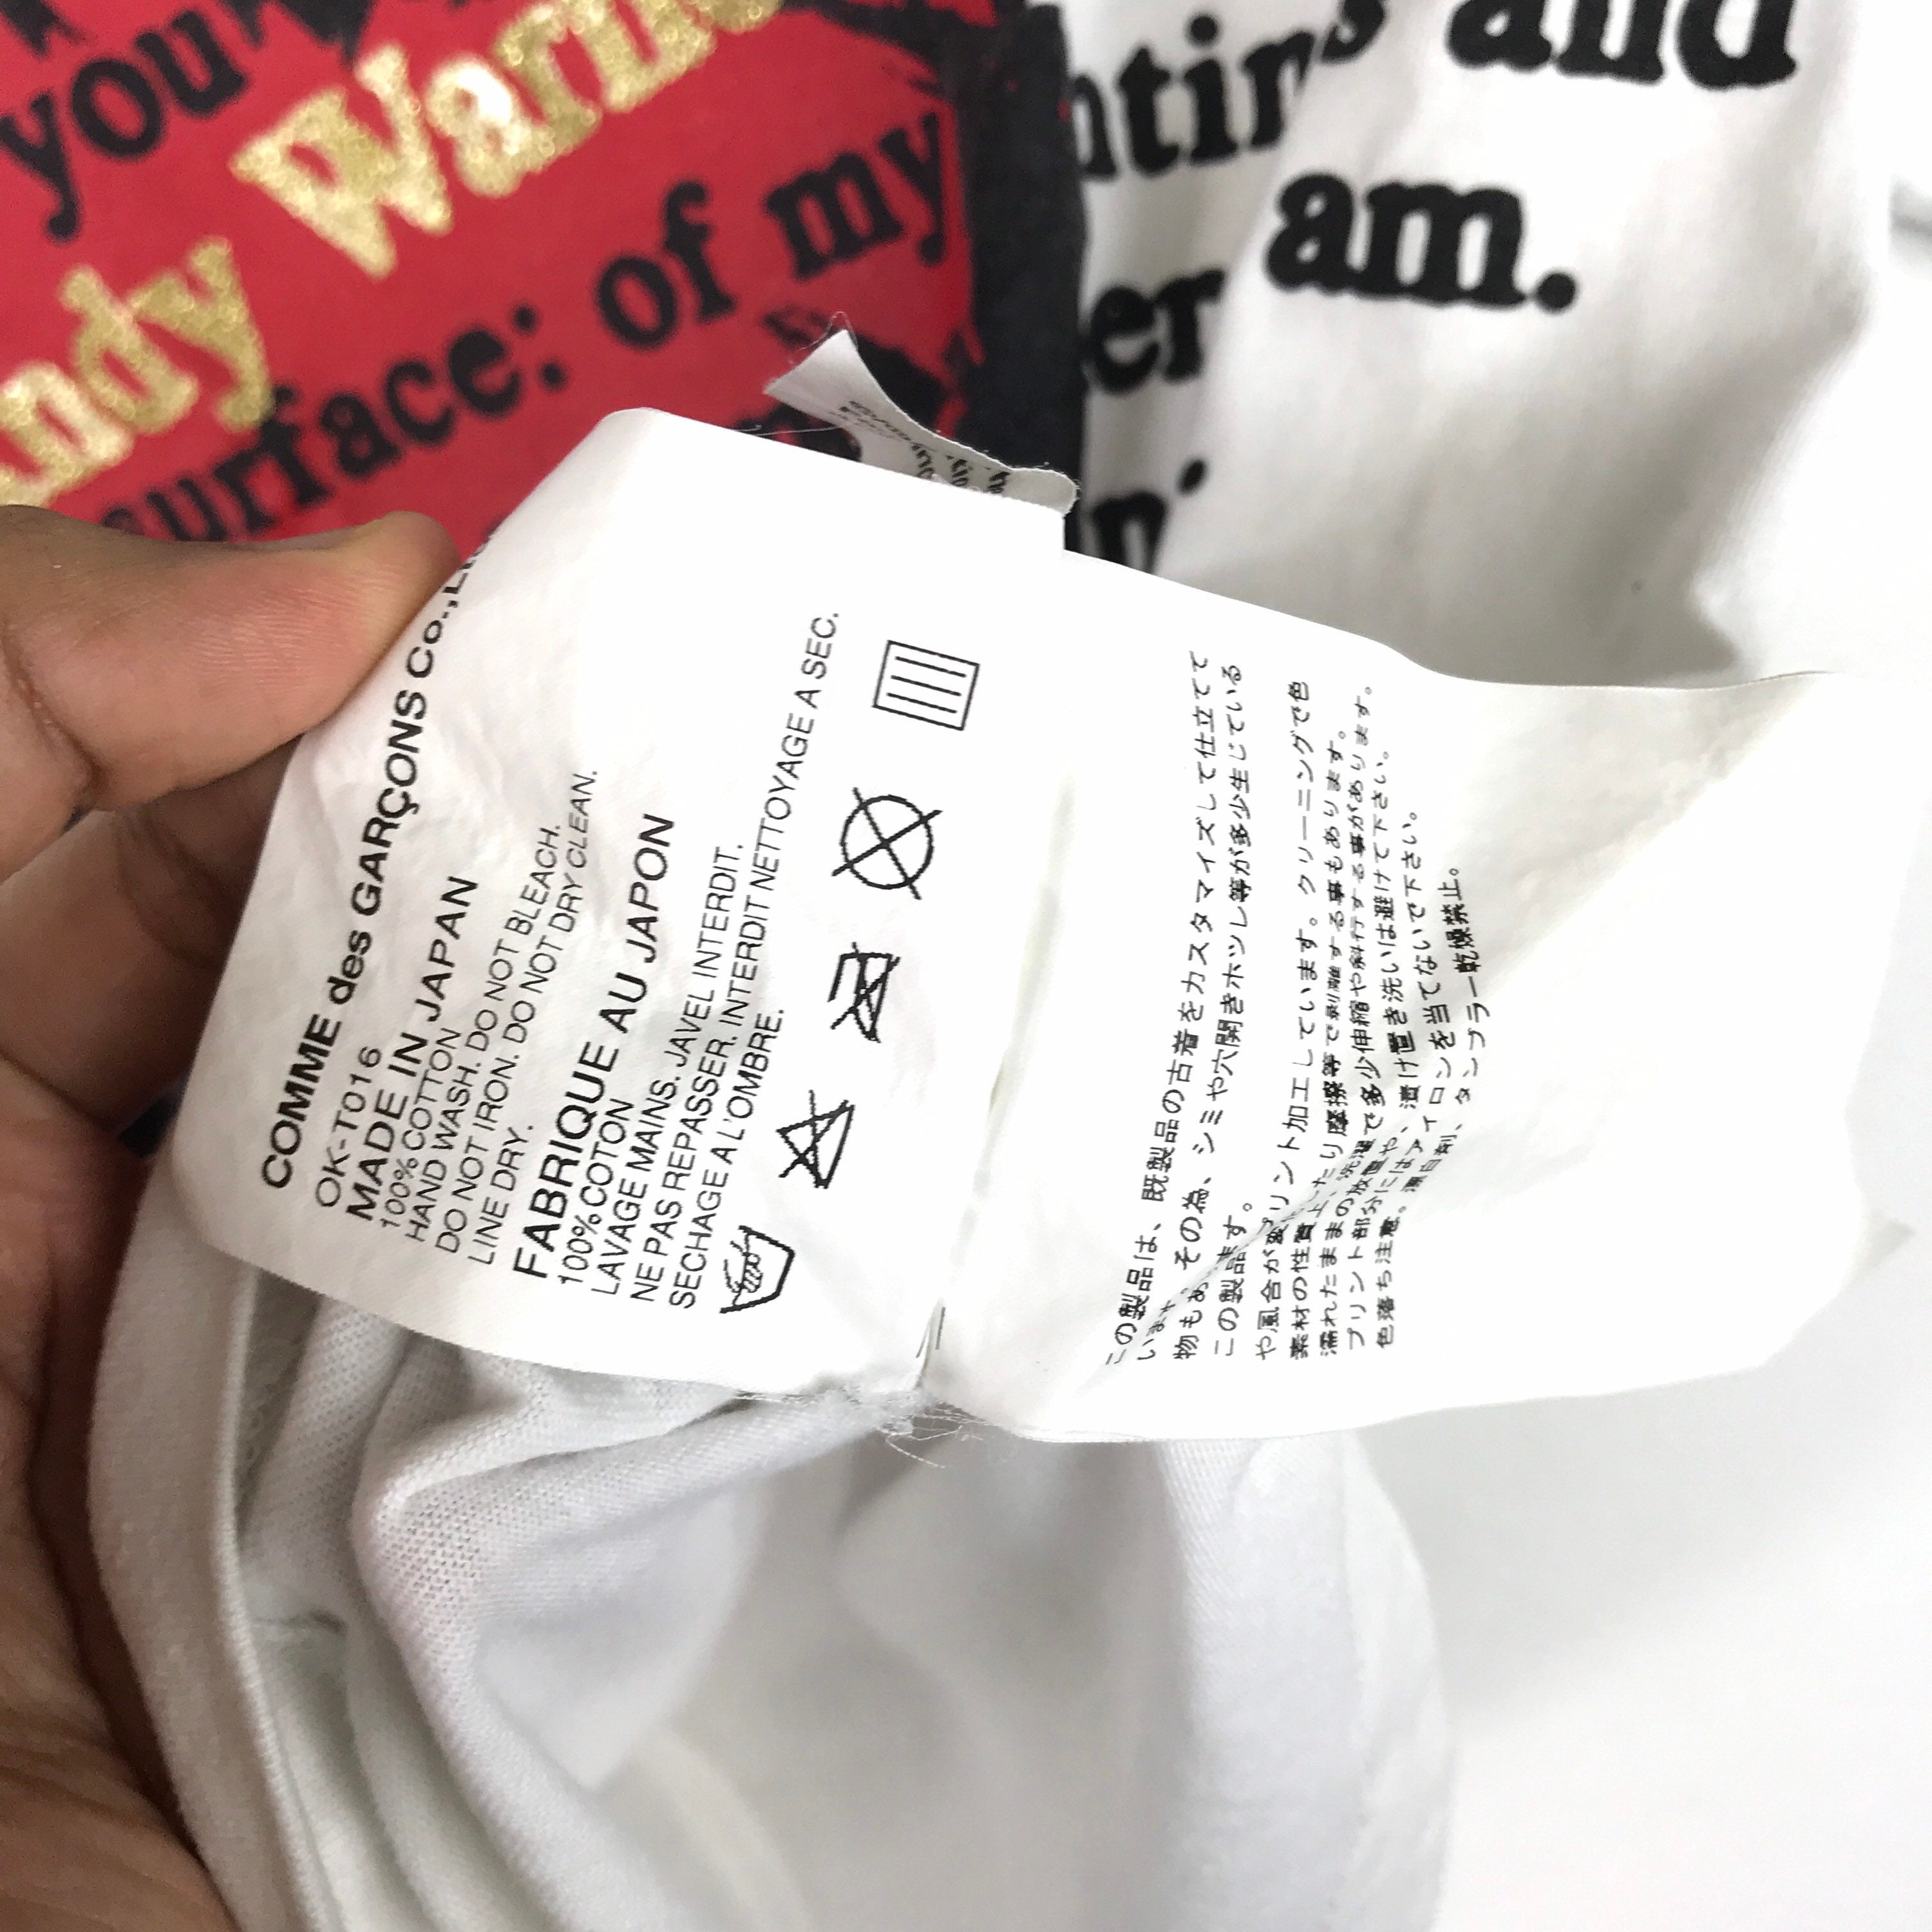 you
ndy War
surface: of my
and
am.
er
COMME des GARÇONS Co.,L
OK-T016
MADE IN JAPAN
100% COTTON
HAND WASH. DO NOT BLEACH.
DO NOT IRON. DO NOT DRY CLEAN.
LINE DRY.
FABRIQUE AU JAPON
100% COTON
LAVAGE MAINS. JAVEL INTERDIT.
NE PAS REPASSER. INTERDIT NETTOYAGE A SEC.
SECHAGE A L'OMBRE.
この製品は、既製品の古着をカスタマイズして仕立てて
います。その為、シミや穴開きホツレ等が多少生じている
物もあ
この製品
プリント加工しています。クリーニングで色
や風合が変
す。
素材の性質上
摩擦等で剥離する事もあります。
濡れたままの放置や
洗濯で多少伸縮や斜行する事があります。
漬け置き洗いは避けて下さい。
プリント部分にはアイロンを当てないで下さい。
色落ち注意。漂白剤、タンブラー乾燥禁止。